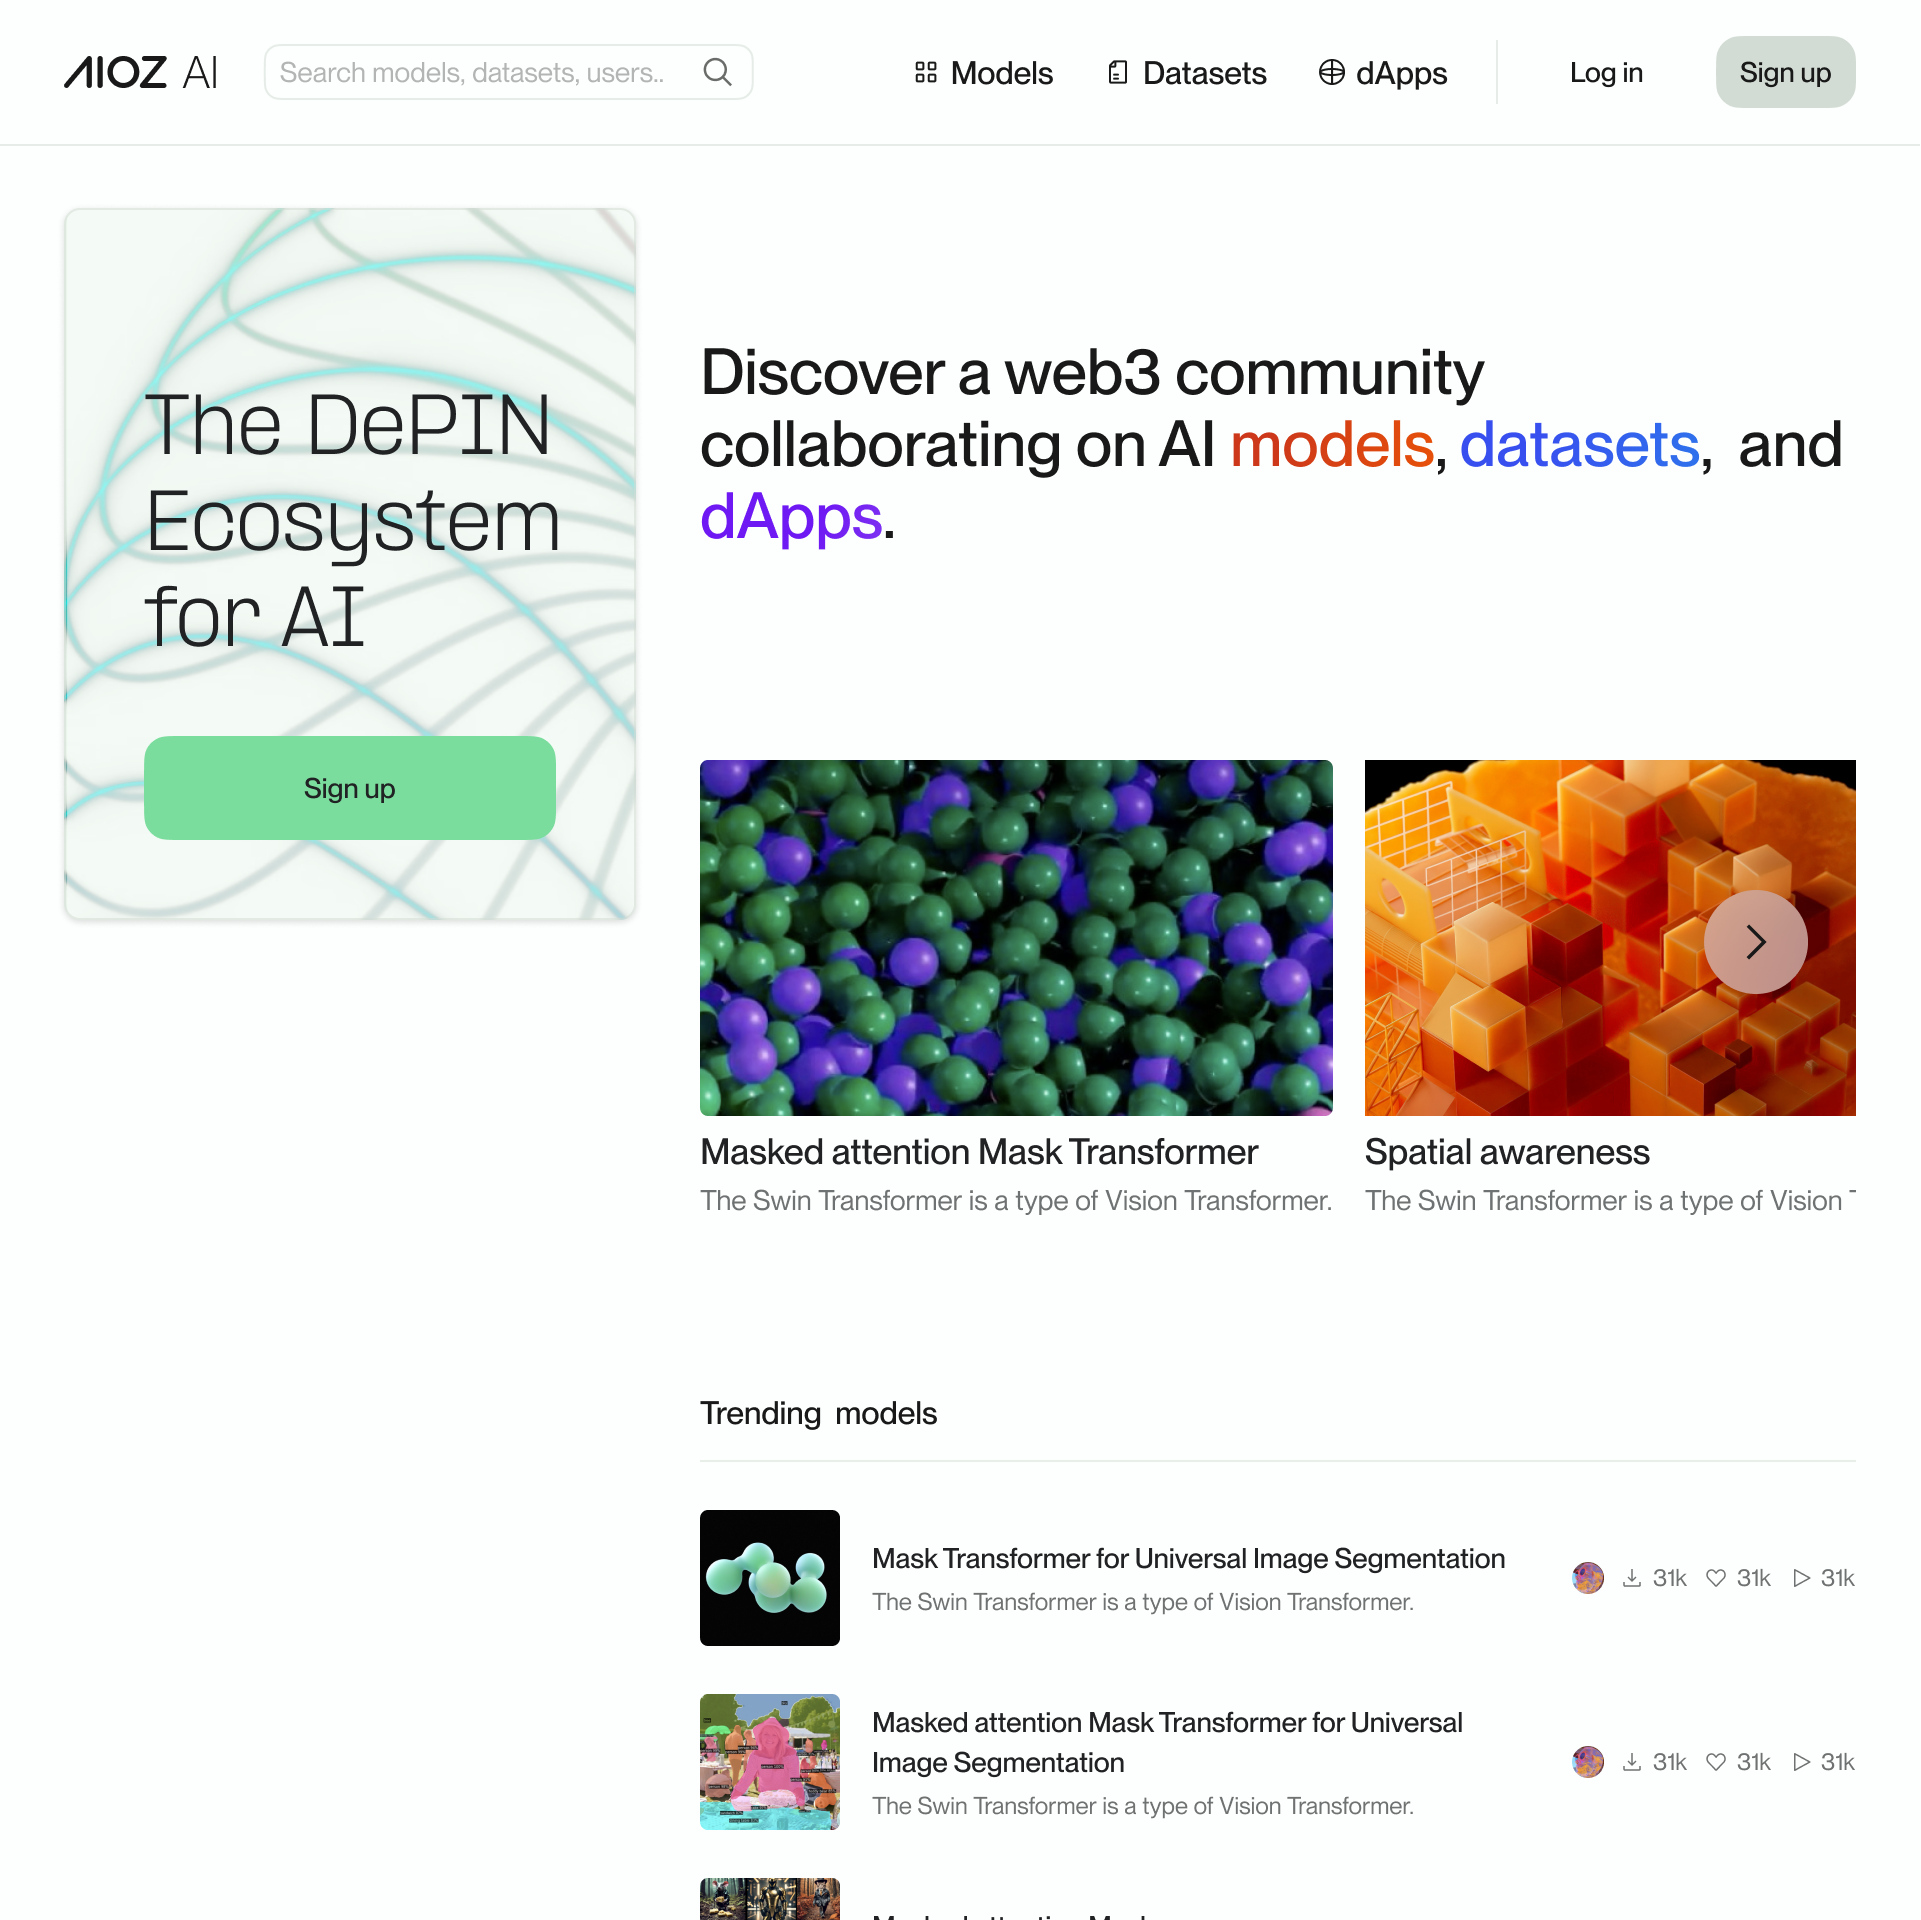 AIOZ AI
Search models, datasets, users..
Models
Datasets
dApps
Log in
Sign up
The DePIN
Ecosystem
for AI
Sign up
Discover a web3 community
collaborating on AI models, datasets, and
dApps.
Masked attention Mask Transformer
The Swin Transformer is a type of Vision Transformer.
Spatial awareness
The Swin Transformer is a type of Vision
Trending models
Mask Transformer for Universal Image Segmentation
The Swin Transformer is a type of Vision Transformer.
31k 31k 31k
Masked attention Mask Transformer for Universal
Image Segmentation
The Swin Transformer is a type of Vision Transformer.
31k 31k 31k